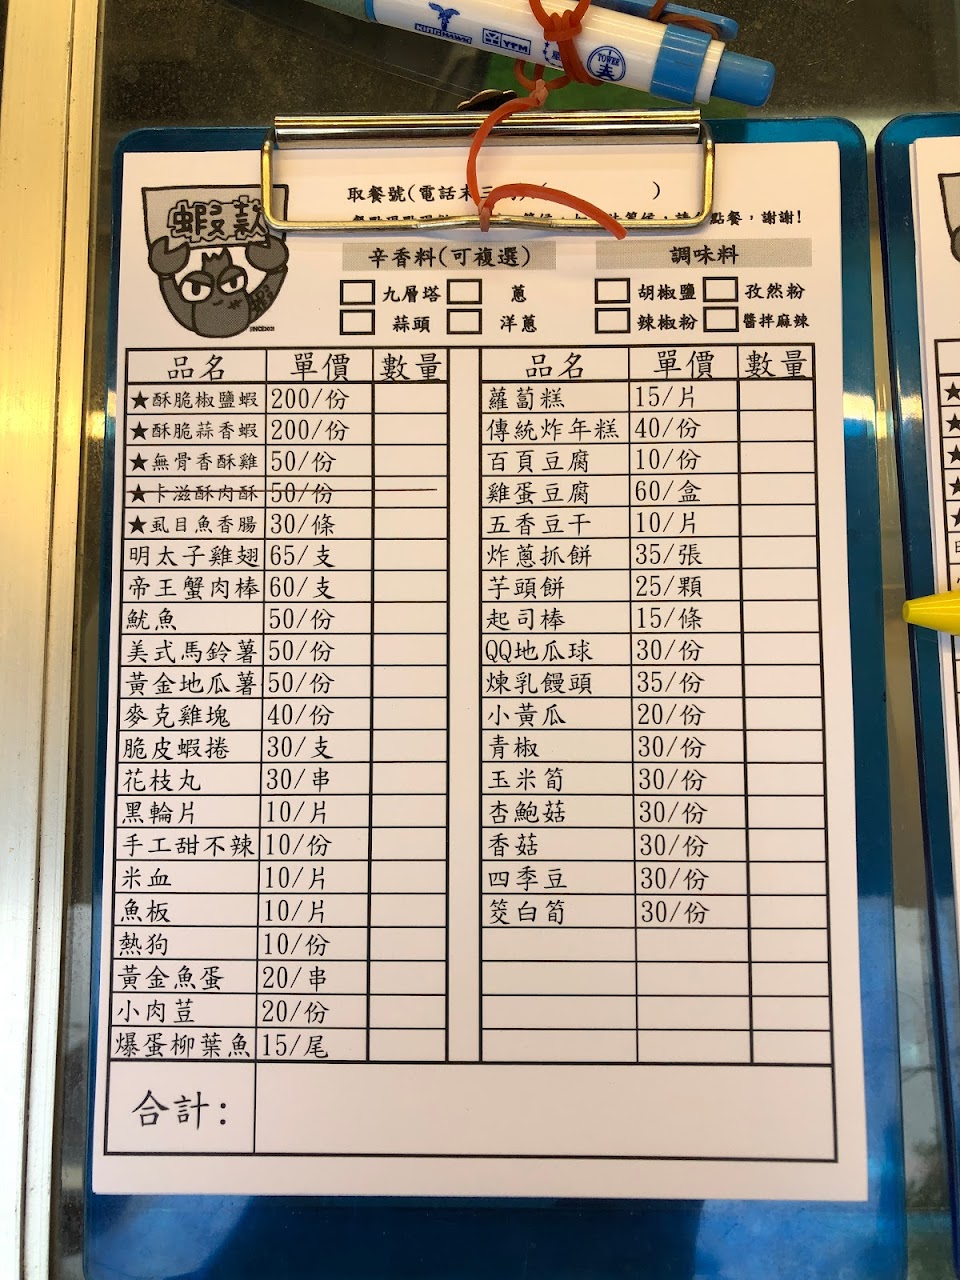 KINGHAWK
YFM
TOWER
蝦款
取餐號(電話末三 ( )
點餐，謝謝!
辛香料(可複選)
調味料
九層塔 蔥
蒜頭 洋蔥
胡椒鹽 孜然粉
辣椒粉 醬拌麻辣
品名 單價 數量
★酥脆椒鹽蝦 200/份
★酥脆蒜香蝦 200/份
★無骨香酥雞 50/份
★卡滋酥肉酥 50/份
★虱目魚香腸 30/條
明太子雞翅 65/支
帝王蟹肉棒 60/支
魷魚 50/份
美式馬鈴薯 50/份
黃金地瓜薯 50/份
麥克雞塊 40/份
脆皮蝦捲 30/支
花枝丸 30/串
黑輪片 10/片
手工甜不辣 10/份
米血 10/片
魚板 10/片
熱狗 10/份
黃金魚蛋 20/串
小肉荳 20/份
爆蛋柳葉魚 15/尾
品名 單價 數量
蘿蔔糕 15/片
傳統炸年糕 40/份
百頁豆腐 10/份
雞蛋豆腐 60/盒
五香豆干 10/片
炸蔥抓餅 35/張
芋頭餅 25/顆
起司棒 15/條
QQ地瓜球 30/份
煉乳饅頭 35/份
小黃瓜 20/份
青椒 30/份
玉米筍 30/份
杏鮑菇 30/份
香菇 30/份
四季豆 30/份
筊白筍 30/份
合計: